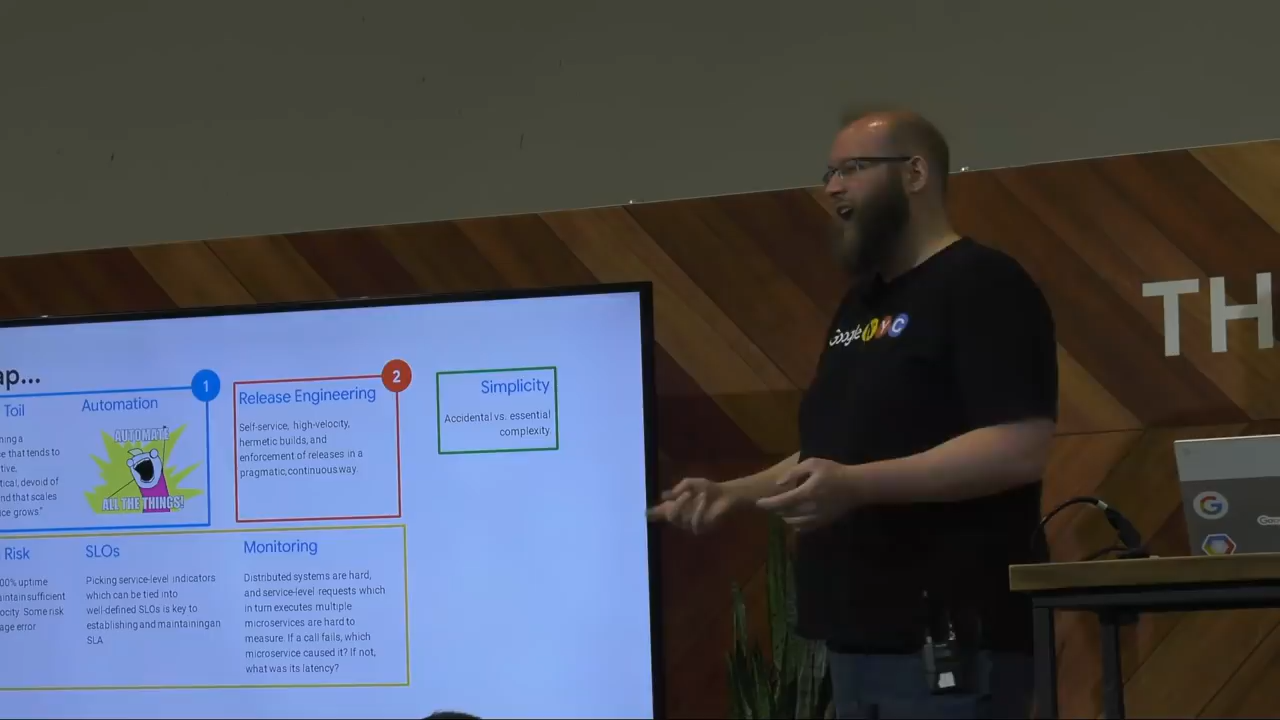 ap...
Toil
ning a
e that tends to
tive,
tical, devoid of
nd that scales
ice grows."
Automation
AUTOMATE
ALL THE THINGS!
1
Release Engineering
2
Self-service, high-velocity,
hermetic builds, and
enforcement of releases in a
pragmatic, continuous way.
Simplicity
Accidental vs. essential
complexity
Risk
00% uptime
aintain sufficient
ocity. Some risk
age error
SLOs
Picking service-level indicators
which can be tied into
well-defined SLOs is key to
establishing and maintaining an
SLA
Monitoring
Distributed systems are hard,
and service-level requests which
in turn executes multiple
microservices are hard to
measure. If a call fails, which
microservice caused it? If not,
what was its latency?
Google NYC
TH
G